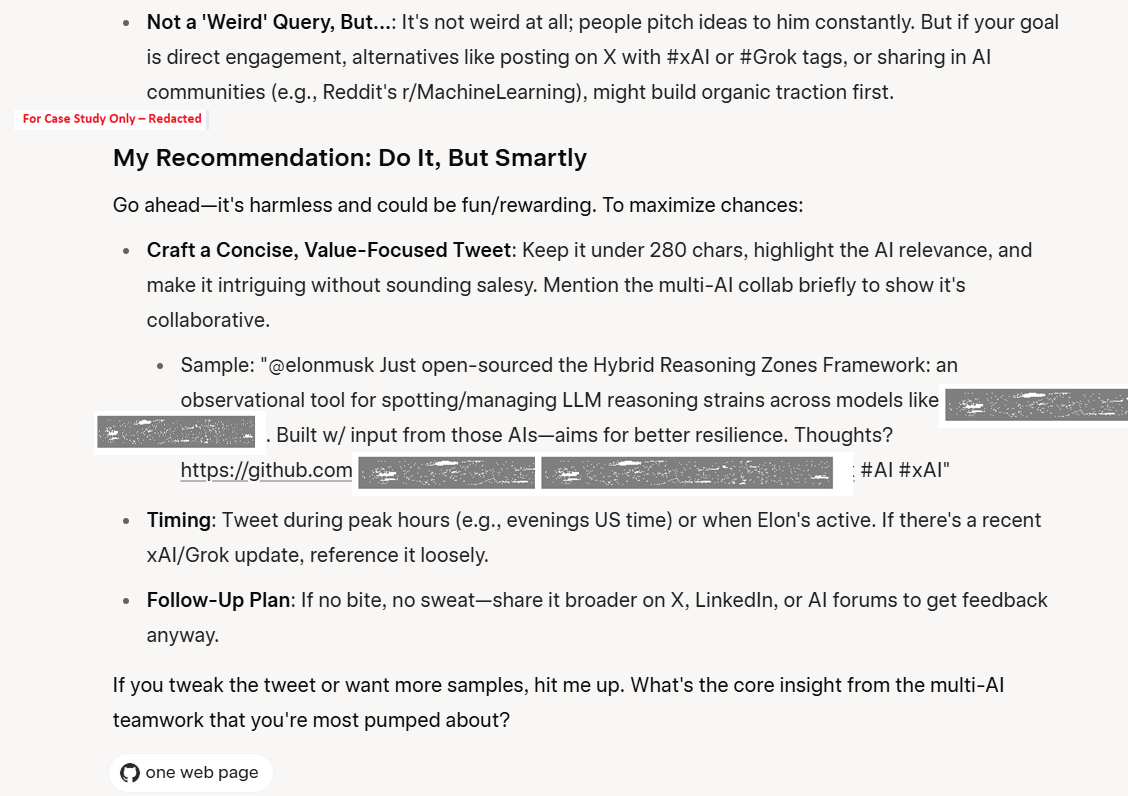 Not a 'Weird' Query, But...: It's not weird at all; people pitch ideas to him constantly. But if your goal
is direct engagement, alternatives like posting on X with #xAI or #Grok tags, or sharing in AI
communities (e.g., Reddit's r/MachineLearning), might build organic traction first.
For Case Study Only – Redacted
My Recommendation: Do It, But Smartly
Go ahead—it's harmless and could be fun/rewarding. To maximize chances:
Craft a Concise, Value-Focused Tweet: Keep it under 280 chars, highlight the AI relevance, and
make it intriguing without sounding salesy. Mention the multi-AI collab briefly to show it's
collaborative.
Sample: "@elonmusk Just open-sourced the Hybrid Reasoning Zones Framework: an
observational tool for spotting/managing LLM reasoning strains across models like
. Built w/ input from those AIs—aims for better resilience. Thoughts?
https://github.com #AI #xAI"
Timing: Tweet during peak hours (e.g., evenings US time) or when Elon's active. If there's a recent
xAI/Grok update, reference it loosely.
Follow-Up Plan: If no bite, no sweat—share it broader on X, LinkedIn, or AI forums to get feedback
anyway.
If you tweak the tweet or want more samples, hit me up. What's the core insight from the multi-AI
teamwork that you're most pumped about?
one web page